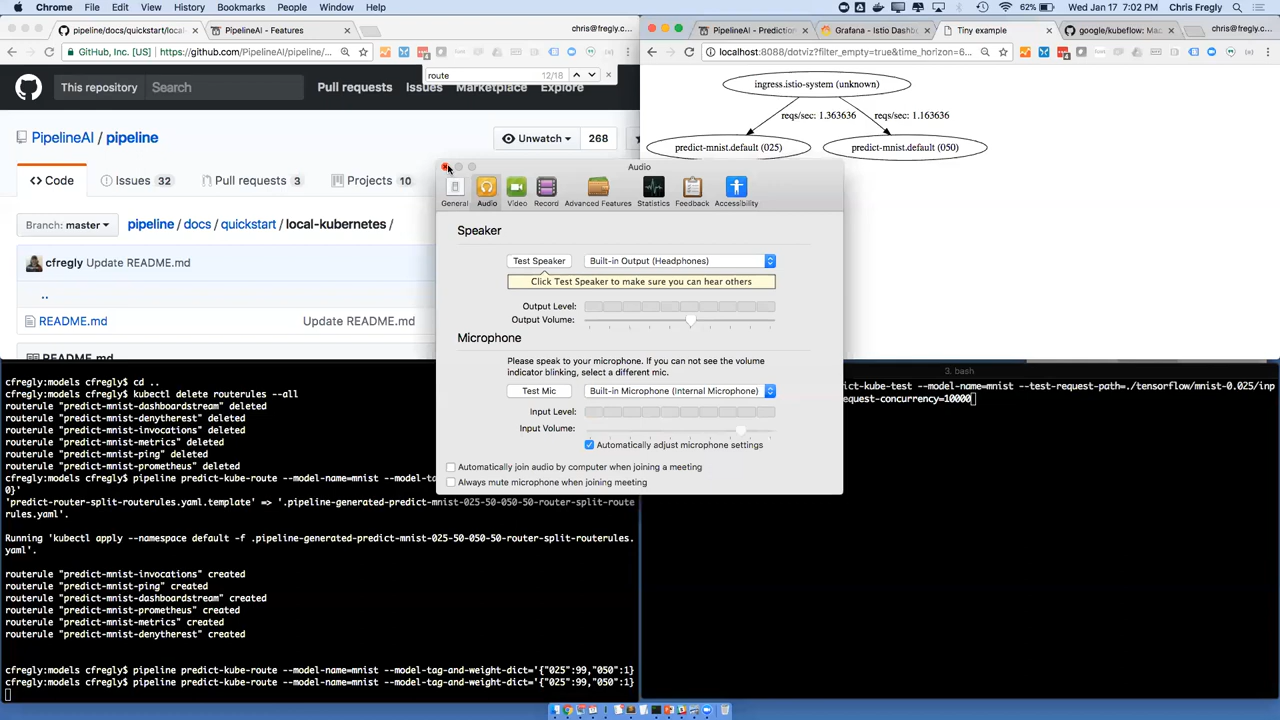 Chrome File Edit View History Bookmarks People Window Help
62% Wed Jan 17 7:02 PM Chris Fregly
pipeline/docs/quickstart/local-
PipelineAI - Features
chris@fregly.com
GitHub, Inc. [US] https://github.com/PipelineAI/pipeline/
route 12/18
This repository Search Pull requests Issues Marketplace Explore
PipelineAI / pipeline
Unwatch 268
Code Issues 32 Pull requests 3 Projects 10
Branch: master pipeline / docs / quickstart / local-kubernetes /
cfregly Update README.md
..
README.md Update README.md
README.md
PipelineAI - Prediction
Grafana - Istio Dashb
Tiny example
google/kubeflow: Mac
chris@fregly.com
localhost:8088/dotviz?filter_empty=true&time_horizon=6...
ingress.istio-system (unknown)
reqs/sec: 1.363636 reqs/sec: 1.163636
predict-mnist.default (025) predict-mnist.default (050)
Audio
General Audio Video Record Advanced Features Statistics Feedback Accessibility
Speaker
Test Speaker Built-in Output (Headphones)
Click Test Speaker to make sure you can hear others
Output Level:
Output Volume:
Microphone
Please speak to your microphone. If you can not see the volume
indicator blinking, select a different mic.
Test Mic Built-in Microphone (Internal Microphone)
Input Level:
Input Volume:
Automatically adjust microphone settings
Automatically join audio by computer when joining a meeting
Always mute microphone when joining meeting
cfregly:models cfregly$ cd ..
cfregly:models cfregly$ kubectl delete routerules --all
routerule "predict-mnist-dashboardstream" deleted
routerule "predict-mnist-denytherest" deleted
routerule "predict-mnist-invocations" deleted
routerule "predict-mnist-metrics" deleted
routerule "predict-mnist-ping" deleted
routerule "predict-mnist-prometheus" deleted
cfregly:models cfregly$ pipeline predict-kube-route --model-name=mnist --model-ta
0}'
'predict-router-split-routerules.yaml.template' => '.pipeline-generated-predict-mnist-025-50-050-50-router-split-route
rules.yaml'.
Running 'kubectl apply --namespace default -f .pipeline-generated-predict-mnist-025-50-050-50-router-split-routerules.
yaml'.
routerule "predict-mnist-invocations" created
routerule "predict-mnist-ping" created
routerule "predict-mnist-dashboardstream" created
routerule "predict-mnist-prometheus" created
routerule "predict-mnist-metrics" created
routerule "predict-mnist-denytherest" created
cfregly:models cfregly$ pipeline predict-kube-route --model-name=mnist --model-tag-and-weight-dict='{"025":99,"050":1}
cfregly:models cfregly$ pipeline predict-kube-route --model-name=mnist --model-tag-and-weight-dict='{"025":99,"050":1}
3. bash
ict-kube-test --model-name=mnist --test-request-path=./tensorflow/mnist-0.025/inp
equest-concurrency=10000